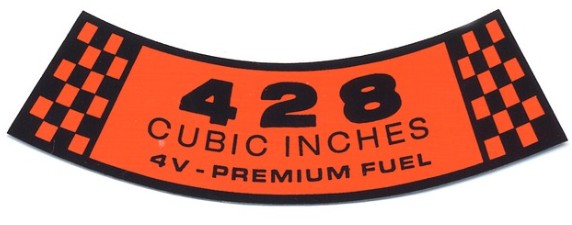 428
CUBIC INCHES
4V-PREMIUM FUEL